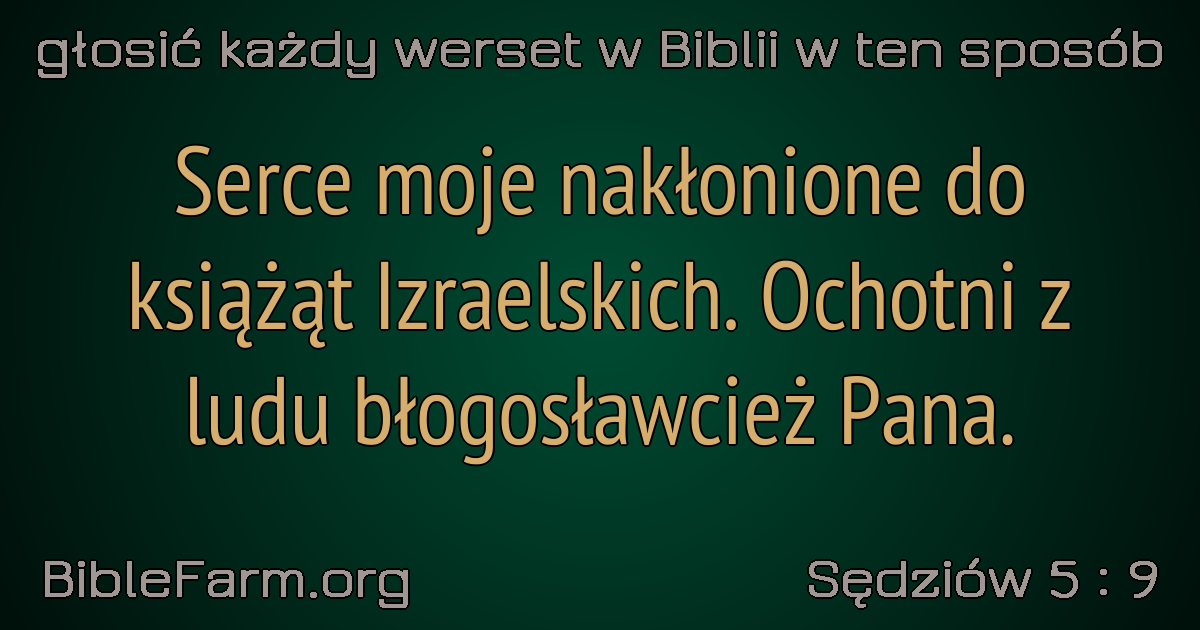 głosić każdy werset w Biblii w ten sposób
Serce moje nakłonione do
książąt Izraelskich. Ochotni z
ludu błogosławcież Pana.
BibleFarm.org
Sędziów 5 : 9